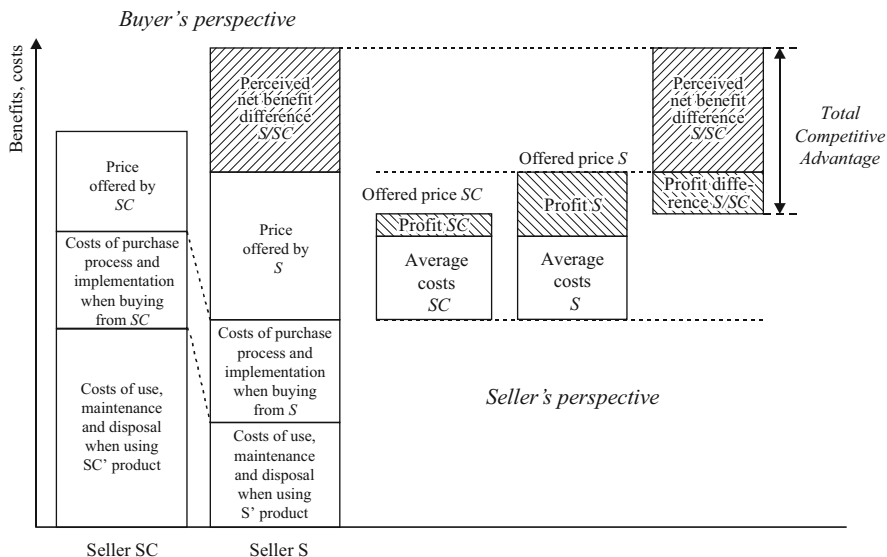 Buyer's perspective
Benefits, costs
Price
offered by
SC
Costs of purchase
process and
implementation
when buying
from SC
Costs of use,
maintenance
and disposal
when using
SC' product
Seller SC
Perceived
net benefit
difference
S/SC
Price
offered by
S
Costs of purchase
process and
implementation
when buying
from S
Costs of use,
maintenance
and disposal
when using
S' product
Seller S
Offered price SC
Profit SC
Average
costs
SC
Offered price S
Profit S
Average
costs
S
Perceived
net benefit
difference
S/SC
Profit diffe-
rence S/SC
Total
Competitive
Advantage
Seller's perspective